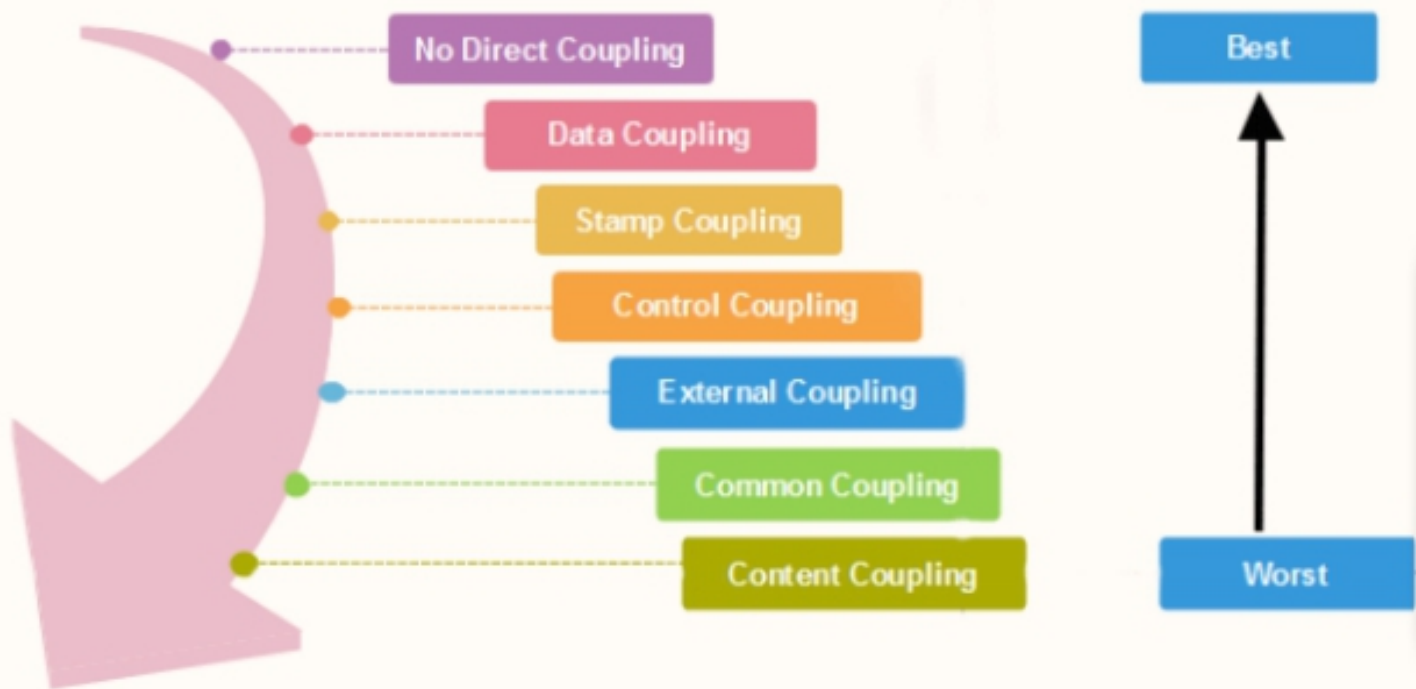 No Direct Coupling
Best
Data Coupling
Stamp Coupling
Control Coupling
External Coupling
Common Coupling
Content Coupling
Worst